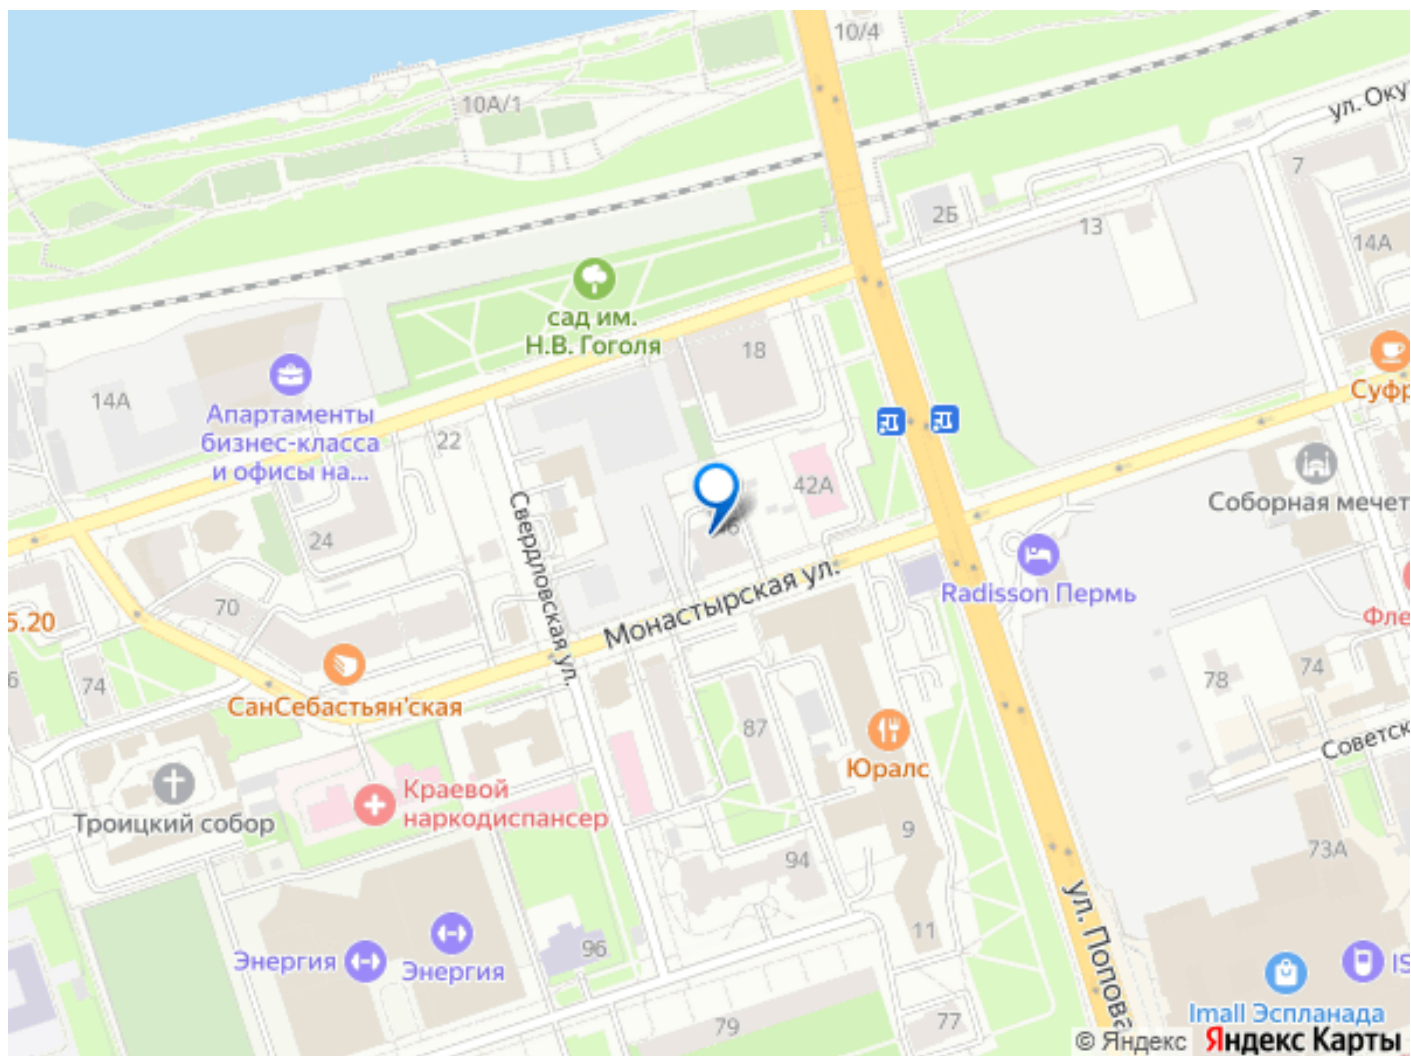 10/4
10А/1
ул. Оку
7
2Б
13
14А
сад им.
Н.В. Гоголя
18
Суфр
14А
Апартаменты
бизнес-класса
и офисы на...
22
42А
Соборная мечет
Свердловская ул.
24
Монастырская ул.
Radisson Пермь
Фле
5.20
70
6
74
СанСебастьян'ская
78
74
87
Советск
Юралс
Троицкий собор
Краевой
наркодиспансер
9
94
73А
ул. Попова
11
96
Энергия
Энергия
IS
Imall Эспланада
79
77
© Яндекс Яндекс Карты